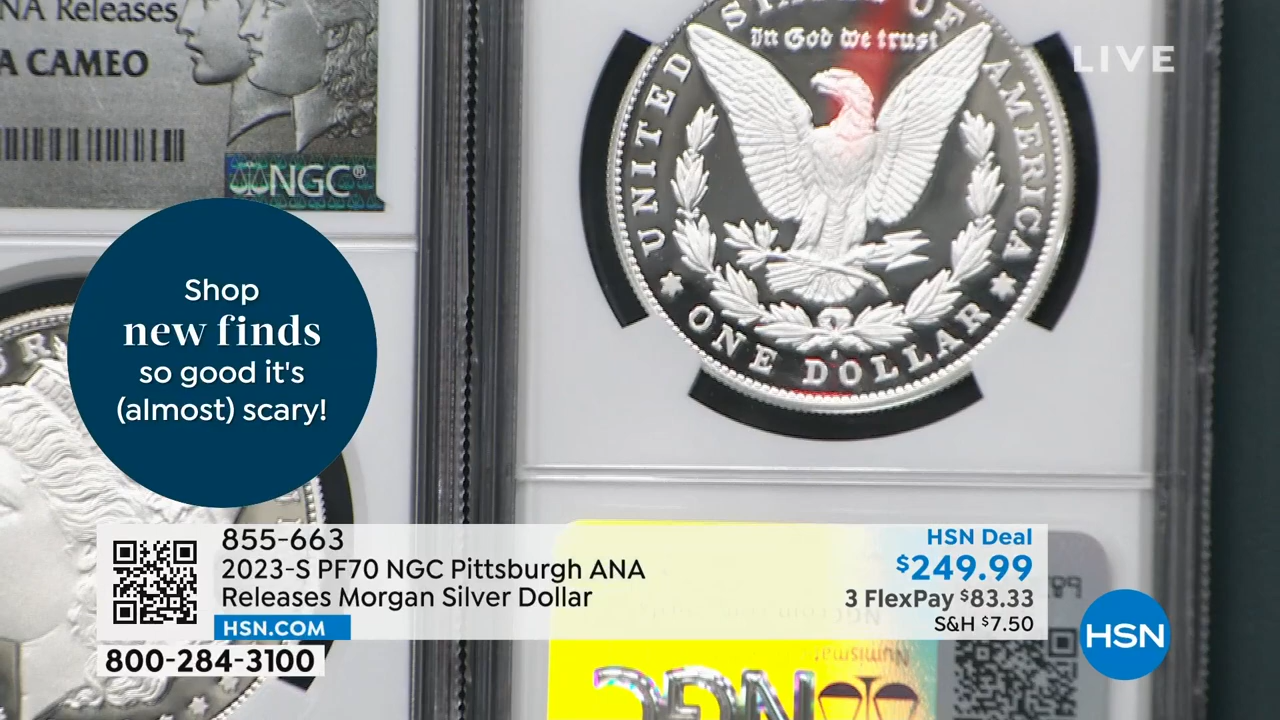 NA Releases
A CAMEO
NGC®
UNITED STATES OF AMERICA
In God we trust
ONE DOLLAR
LIVE
Shop
new finds
so good it's
(almost) scary!
855-663
2023-S PF70 NGC Pittsburgh ANA
Releases Morgan Silver Dollar
HSN.COM
800-284-3100
HSN Deal
$249.99
3 FlexPay $83.33
S&H $7.50
HSN
NGC